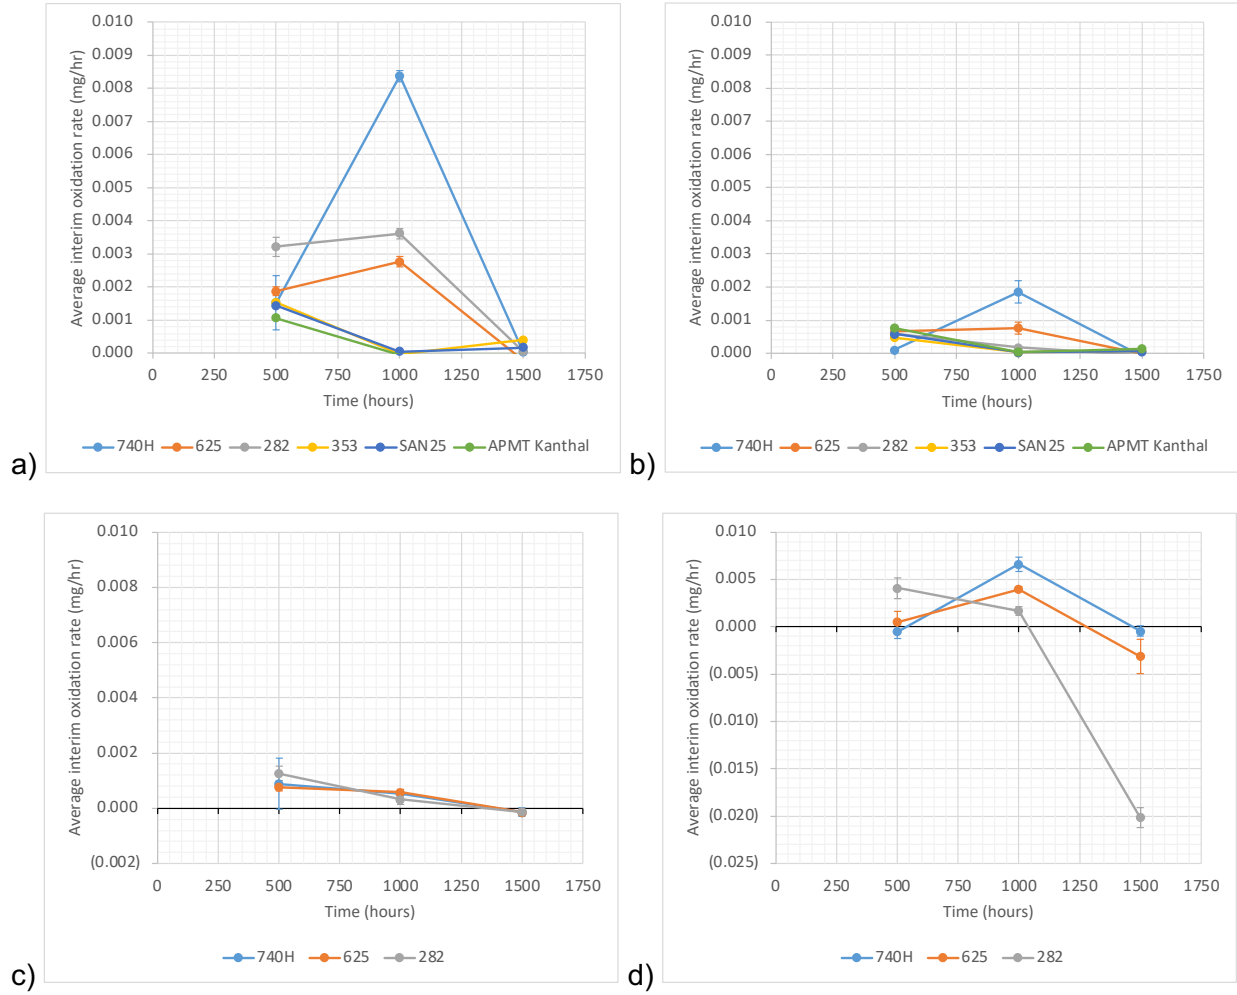 0.010
0.009
0.008
0.007
0.006
0.005
0.004
0.003
0.002
0.001
0.000
Average interim oxidation rate (mg/hr)
0 250 500 750 1000 1250 1500 1750
Time (hours)
740H 625 282 353 SAN25 APMT Kanthal
a)
0.010
0.009
0.008
0.007
0.006
0.005
0.004
0.003
0.002
0.001
0.000
Average interim oxidation rate (mg/hr)
0 250 500 750 1000 1250 1500 1750
Time (hours)
740H 625 282 353 SAN25 APMT Kanthal
b)
0.010
0.008
0.006
0.004
0.002
0.000
(0.002)
Average interim oxidation rate (mg/hr)
0 250 500 750 1000 1250 1500 1750
Time (hours)
740H 625 282
c)
0.010
0.005
0.000
(0.005)
(0.010)
(0.015)
(0.020)
(0.025)
Average interim oxidation rate (mg/hr)
0 250 500 750 1000 1250 1500 1750
Time (hours)
740H 625 282
d)